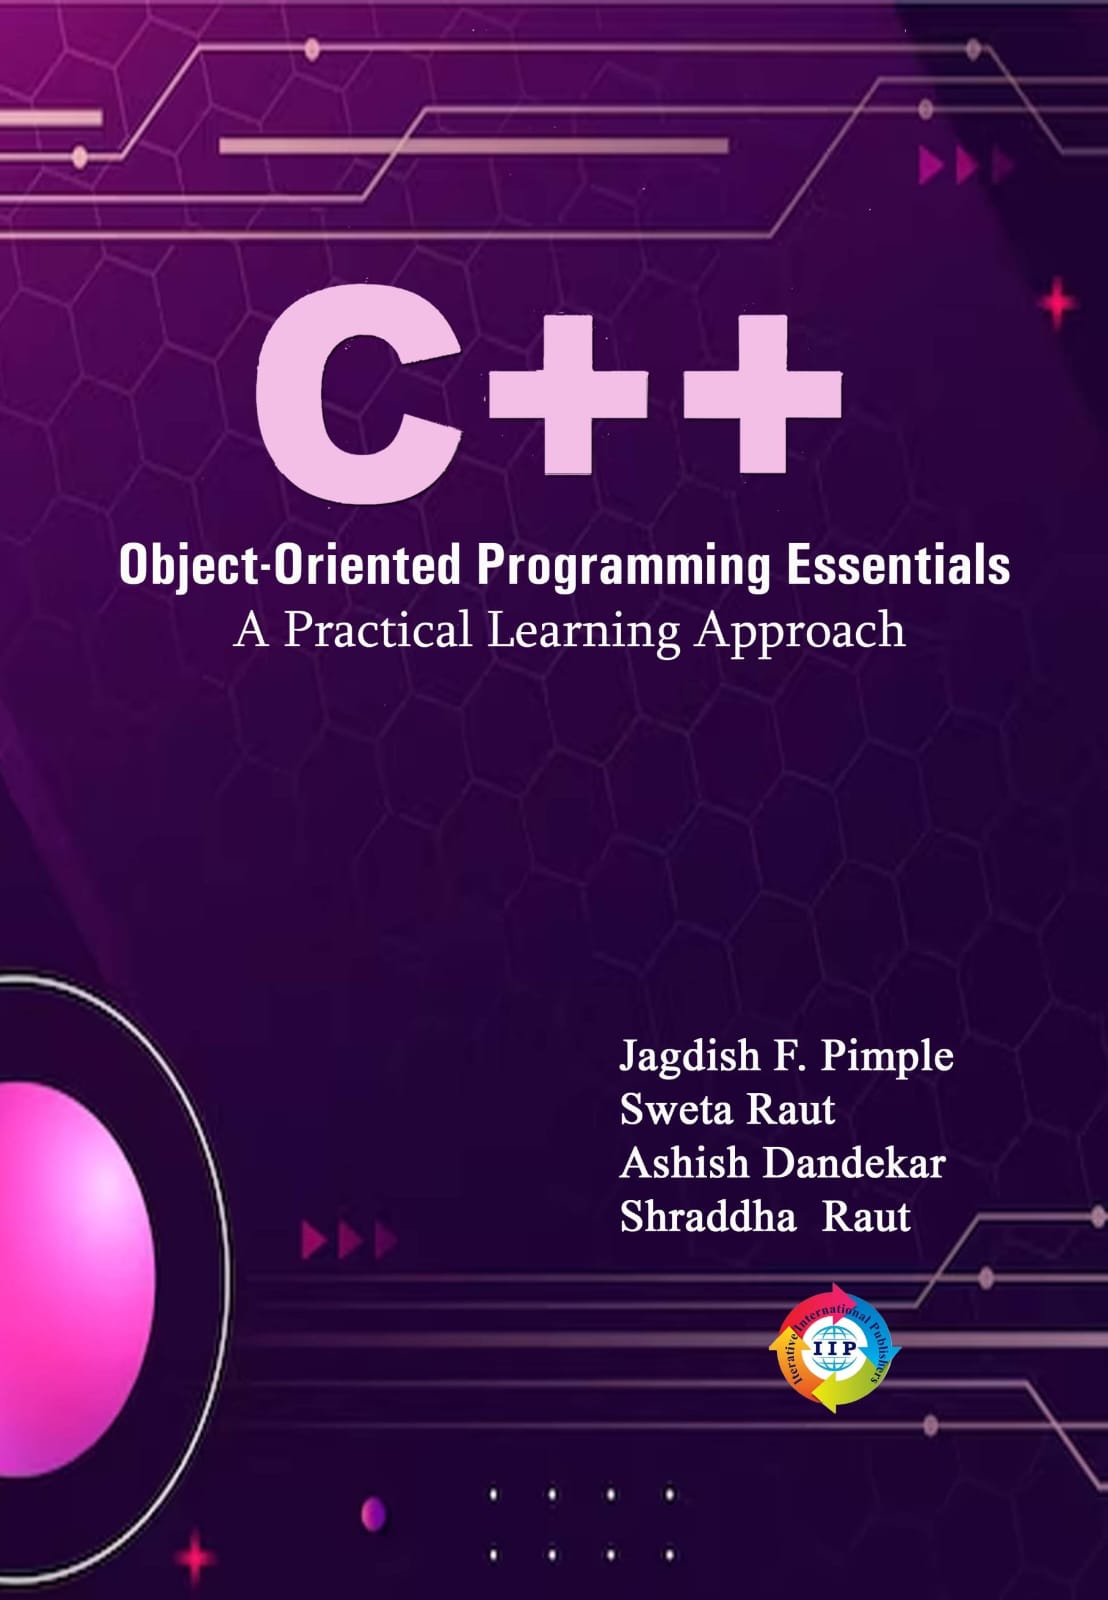 C++
Object-Oriented Programming Essentials
A Practical Learning Approach
Jagdish F. Pimple
Sweta Raut
Ashish Dandekar
Shraddha Raut
Iterative International Publishers
IIP